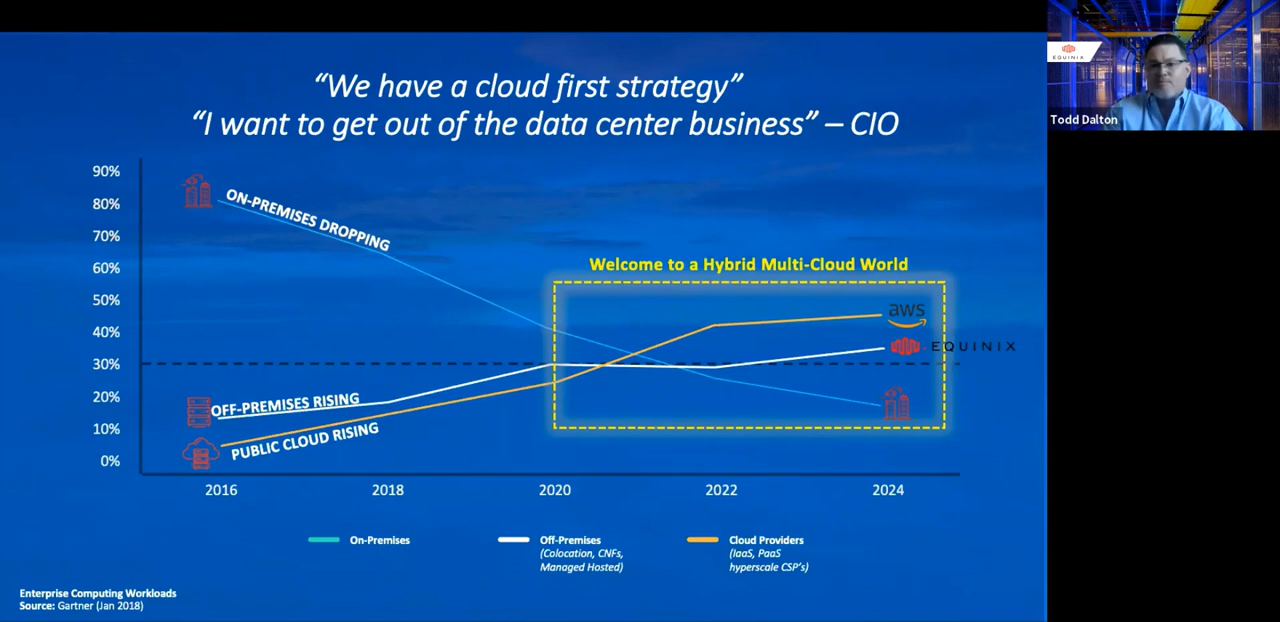 “We have a cloud first strategy”
“I want to get out of the data center business” – CIO
90%
80%
70%
60%
50%
40%
30%
20%
10%
0%
ON-PREMISES DROPPING
OFF-PREMISES RISING
PUBLIC CLOUD RISING
Welcome to a Hybrid Multi-Cloud World
aws
EQUINIX
2016
2018
2020
2022
2024
On-Premises
Off-Premises
(Colocation, CNFs,
Managed Hosted)
Cloud Providers
(IaaS, PaaS
hyperscale CSP’s)
Enterprise Computing Workloads
Source: Gartner (Jan 2018)
EQUINIX
Todd Dalton